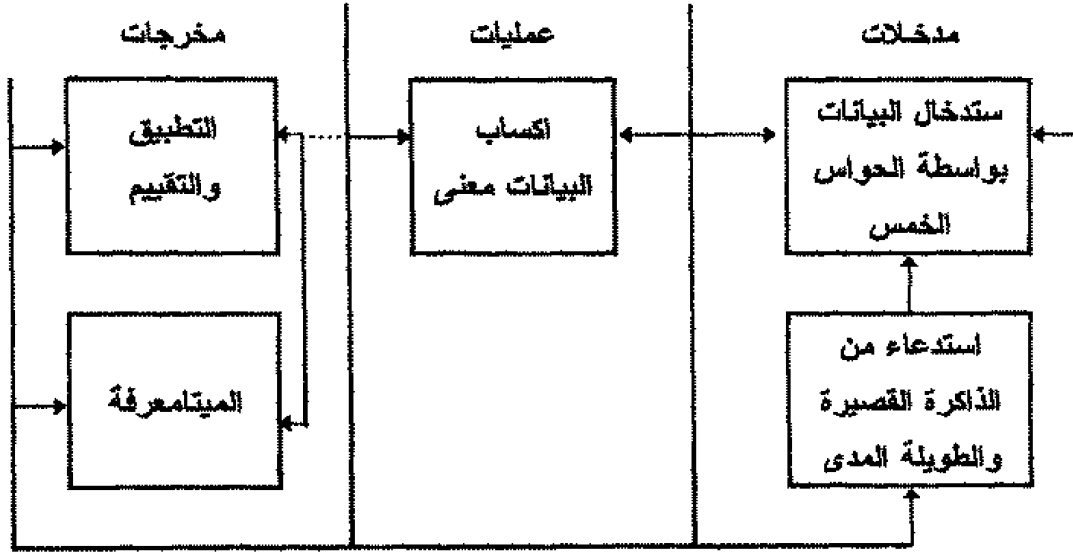 مدخلات
عمليات
مخرجات
ستدخال البيانات
بواسطة الحواس
الخمس
اكساب
البيانات معنى
التطبيق
والتقييم
استدعاء من
الذاكرة القصيرة
والطويلة المدى
الميتامعرفة